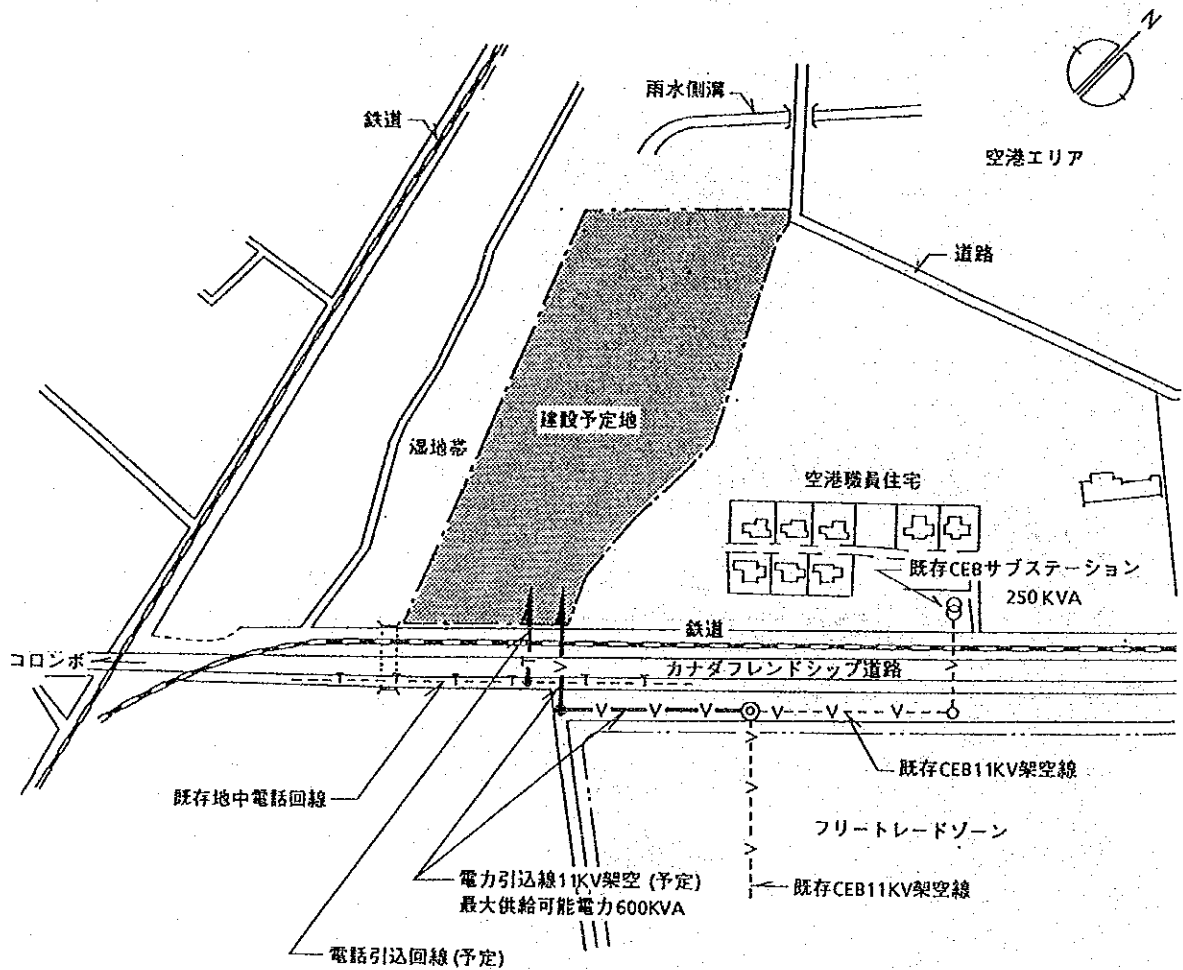 N
雨水側溝
鉄道
空港エリア
道路
建設予定地
湿地帯
空港職員住宅
既存CEBサブステーション
250KVA
鉄道
コロンボ
カナダフレンドシップ道路
既存CEB11KV架空線
既存地中電話回線
フリートレードゾーン
電力引込線11KV架空(予定)
最大供給可能電力600KVA
既存CEB11KV架空線
電話引込回線(予定)